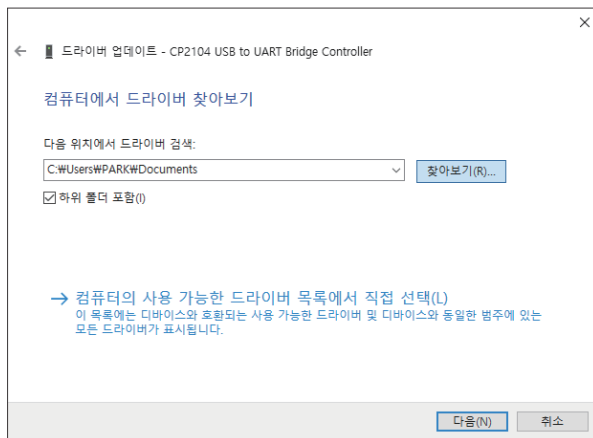 드라이버 업데이트 - CP2104 USB to UART Bridge Controller
컴퓨터에서 드라이버 찾아보기
다음 위치에서 드라이버 검색:
C:₩Users₩PARK₩Documents
찾아보기(R)...
하위 폴더 포함(I)
컴퓨터의 사용 가능한 드라이버 목록에서 직접 선택(L)
이 목록에는 디바이스와 호환되는 사용 가능한 드라이버 및 디바이스와 동일한 범주에 있는
모든 드라이버가 표시됩니다.
다음(N)
취소